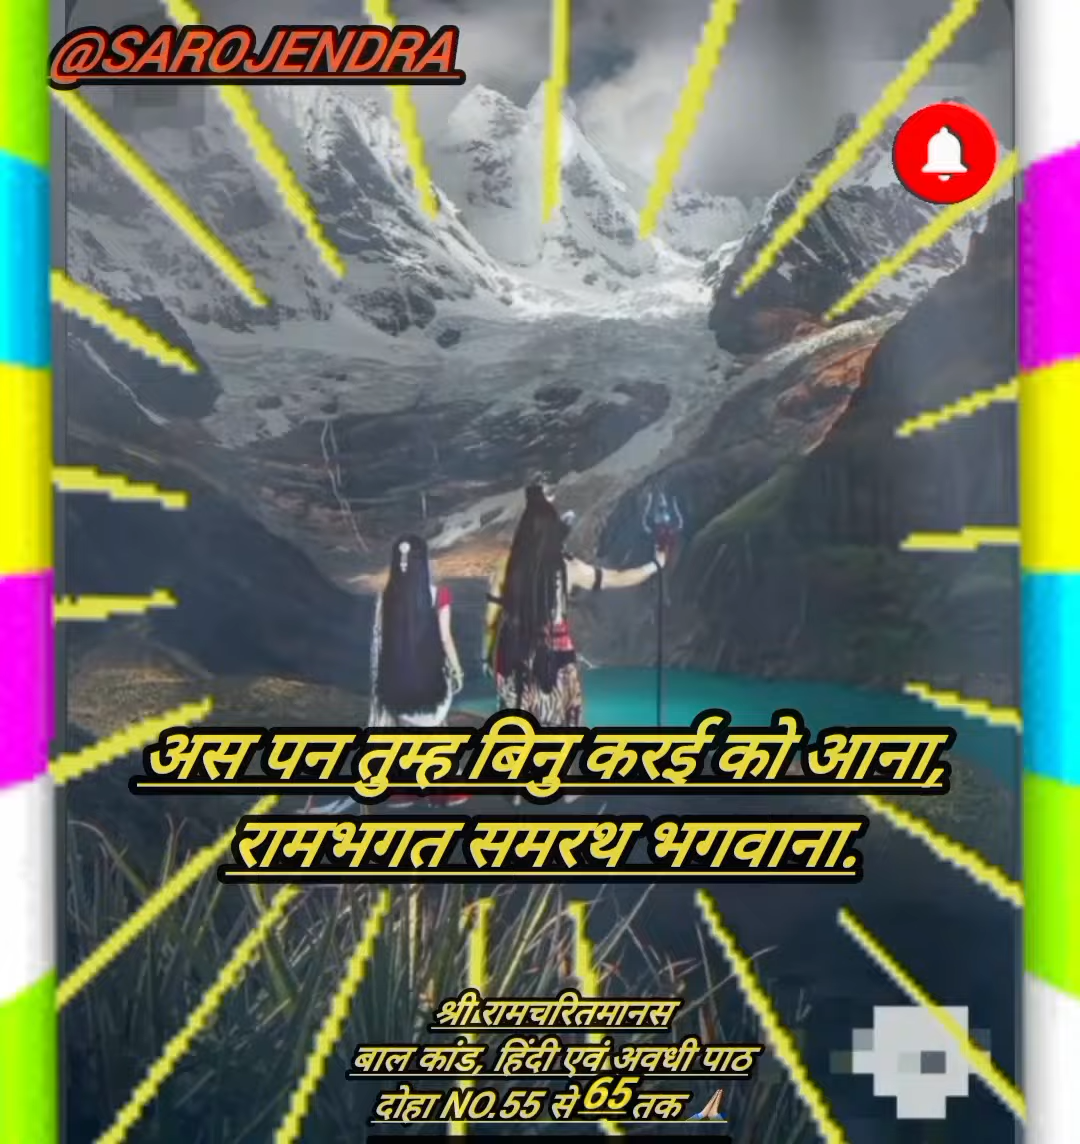 @SAROJENDRA
अस पन तुम्ह बिनु करई को आना,
रामभगत समरथ भगवाना.
श्री रामचरितमानस
बाल कांड, हिंदी एवं अवधी पाठ
दोहा NO.55 से 65 तक 🙏🏻